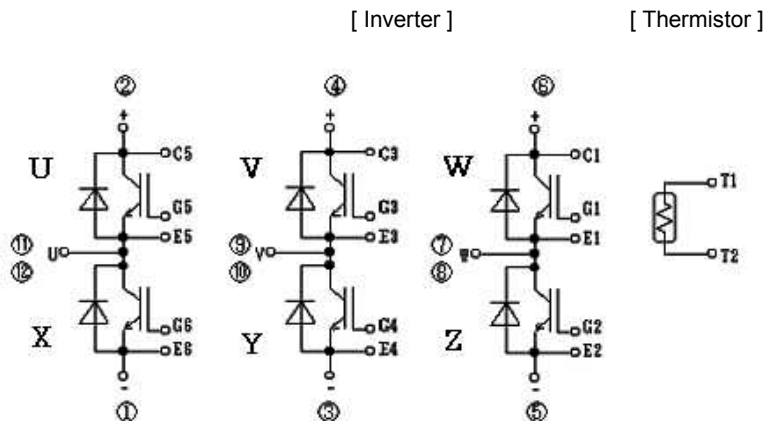 [ Inverter ] [ Thermistor ]
② ④ ⑥
+ + +
C5 C3 C1
U V W
T1
G5 G3 G1
E5 E3 E1
⑪ U ⑨ V ⑦ W
T2
⑫ ⑩ ⑧
G6 G4 G2
X Y Z
E6 E4 E2
- - -
① ③ ⑤